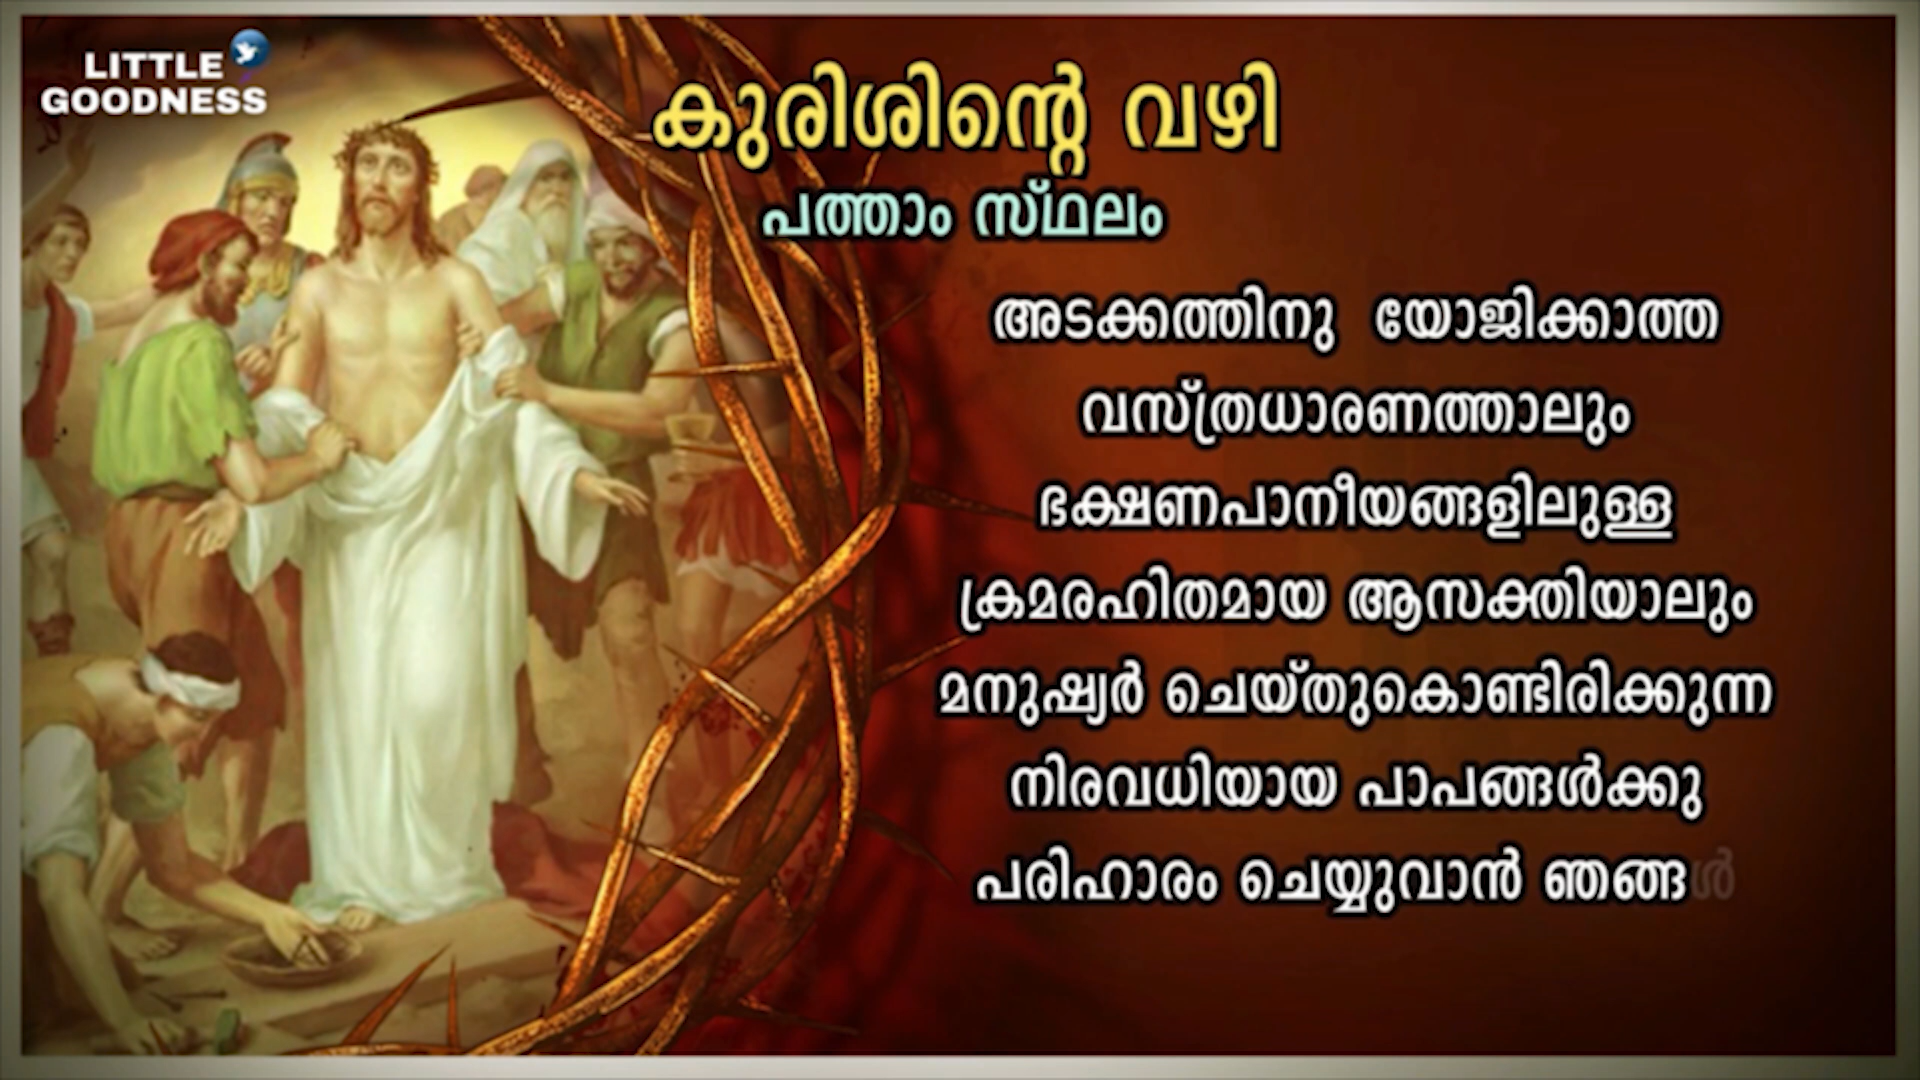 LITTLE
GOODNESS
കുരിശിന്റെ വഴി
പത്താം സ്ഥലം
അടക്കത്തിനു യോജിക്കാത്ത
വസ്ത്രധാരണത്താലും
ഭക്ഷണപാനീയങ്ങളിലുള്ള
ക്രമരഹിതമായ ആസക്തിയാലും
മനുഷ്യർ ചെയ്തുകൊണ്ടിരിക്കുന്ന
നിരവധിയായ പാപങ്ങൾക്കു
പരിഹാരം ചെയ്യുവാൻ ഞങ്ങൾ